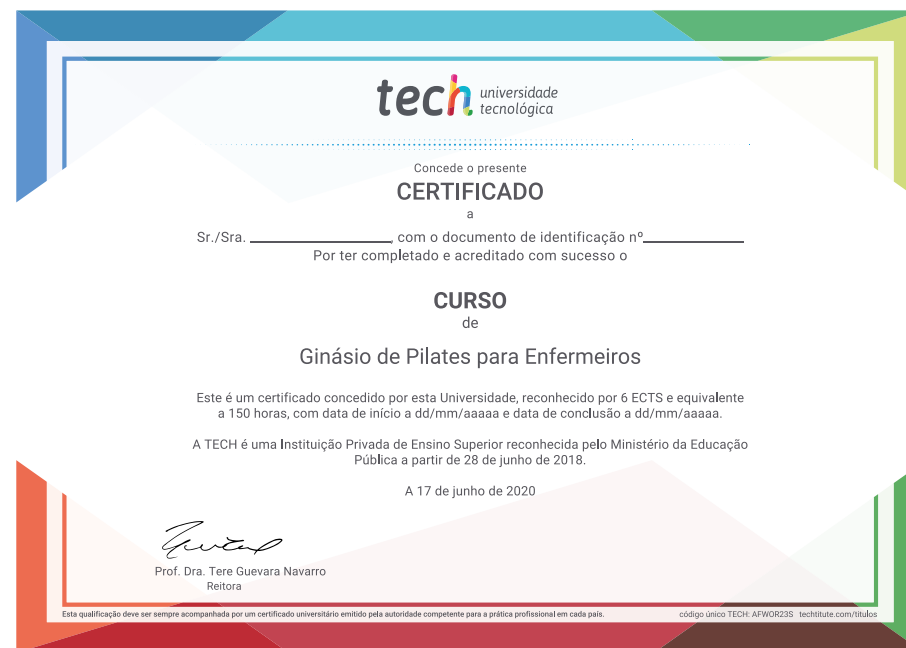 tech universidade
tecnológica
Concede o presente
CERTIFICADO
a
Sr./Sra. , com o documento de identificação nº
Por ter completado e acreditado com sucesso o
CURSO
de
Ginásio de Pilates para Enfermeiros
Este é um certificado concedido por esta Universidade, reconhecido por 6 ECTS e equivalente
a 150 horas, com data de início a dd/mm/aaaaa e data de conclusão a dd/mm/aaaaa.
A TECH é uma Instituição Privada de Ensino Superior reconhecida pelo Ministério da Educação
Pública a partir de 28 de junho de 2018.
A 17 de junho de 2020
Prof. Dra. Tere Guevara Navarro
Reitora
Esta qualificação deve ser sempre acompanhada por um certificado universitário emitido pela autoridade competente para a prática profissional em cada país. código único TECH: AFWOR23S techtitute.com/titulos